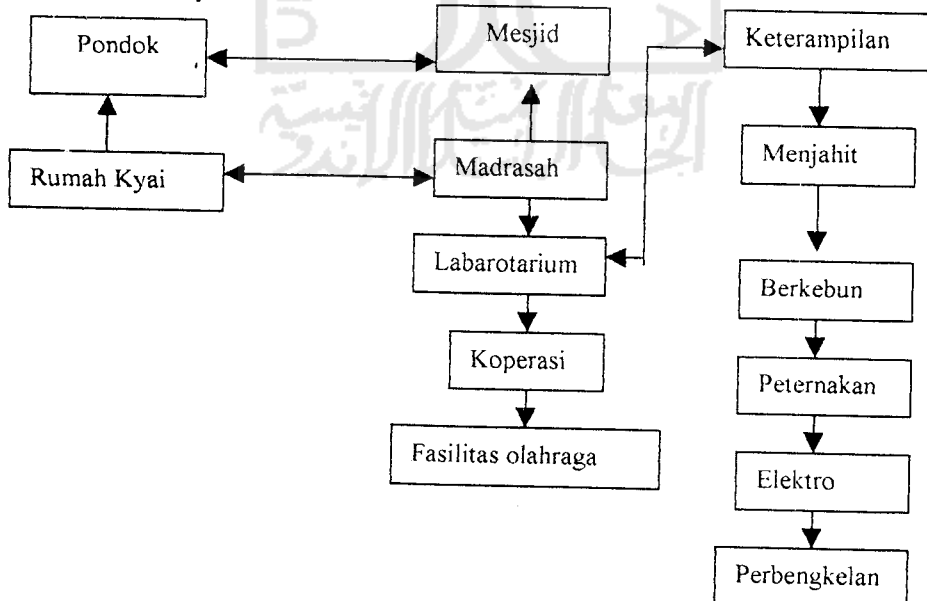 Pondok
Mesjid
Keterampilan
Rumah Kyai
Madrasah
Menjahit
Labarotarium
Berkebun
Koperasi
Peternakan
Fasilitas olahraga
Elektro
Perbengkelan